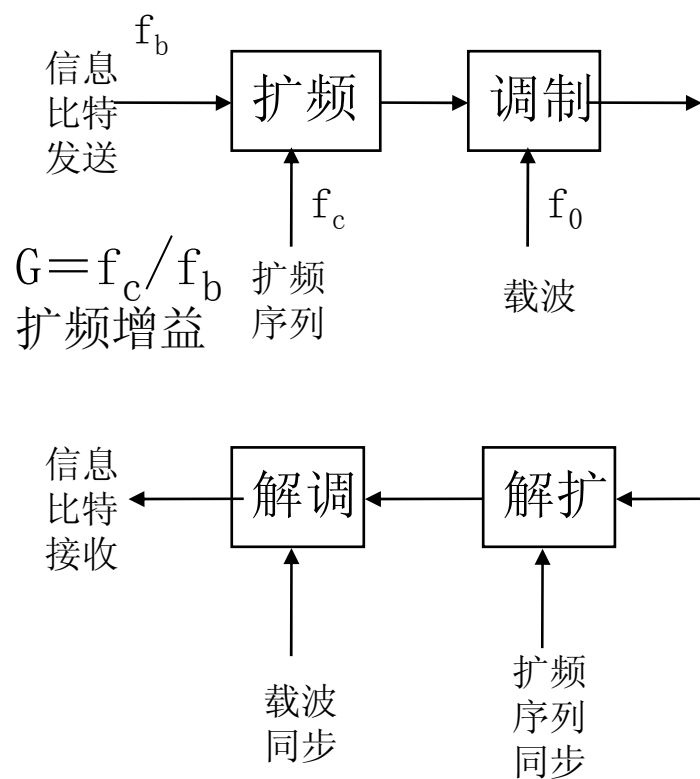 f_b
信息
比特
发送
扩频
调制
f_c
f_0
G=f_c/f_b
扩频增益
扩频
序列
载波
信息
比特
接收
解调
解扩
载波
同步
扩频
序列
同步